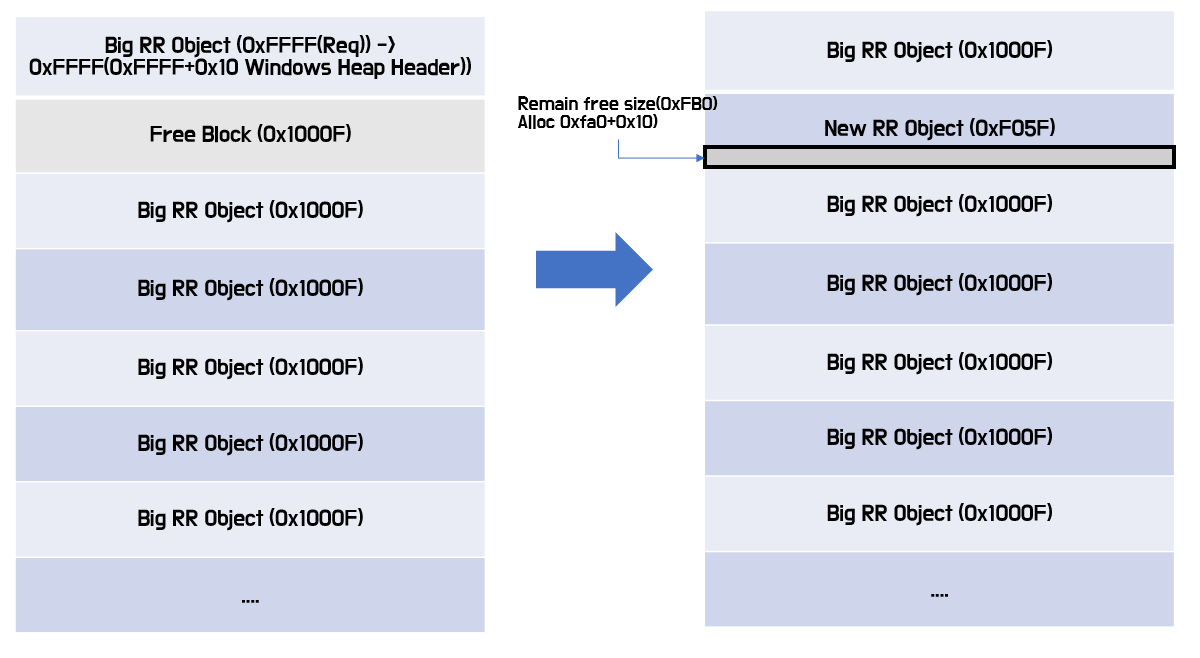 Big RR Object (0xFFFF(Req)) ->
0xFFFF(0xFFFF+0x10 Windows Heap Header))
Free Block (0x1000F)
Big RR Object (0x1000F)
Big RR Object (0x1000F)
Big RR Object (0x1000F)
Big RR Object (0x1000F)
Big RR Object (0x1000F)
....
Remain free size(0xFB0)
Alloc 0xfa0+0x10)
Big RR Object (0x1000F)
New RR Object (0xF05F)
Big RR Object (0x1000F)
Big RR Object (0x1000F)
Big RR Object (0x1000F)
Big RR Object (0x1000F)
Big RR Object (0x1000F)
....